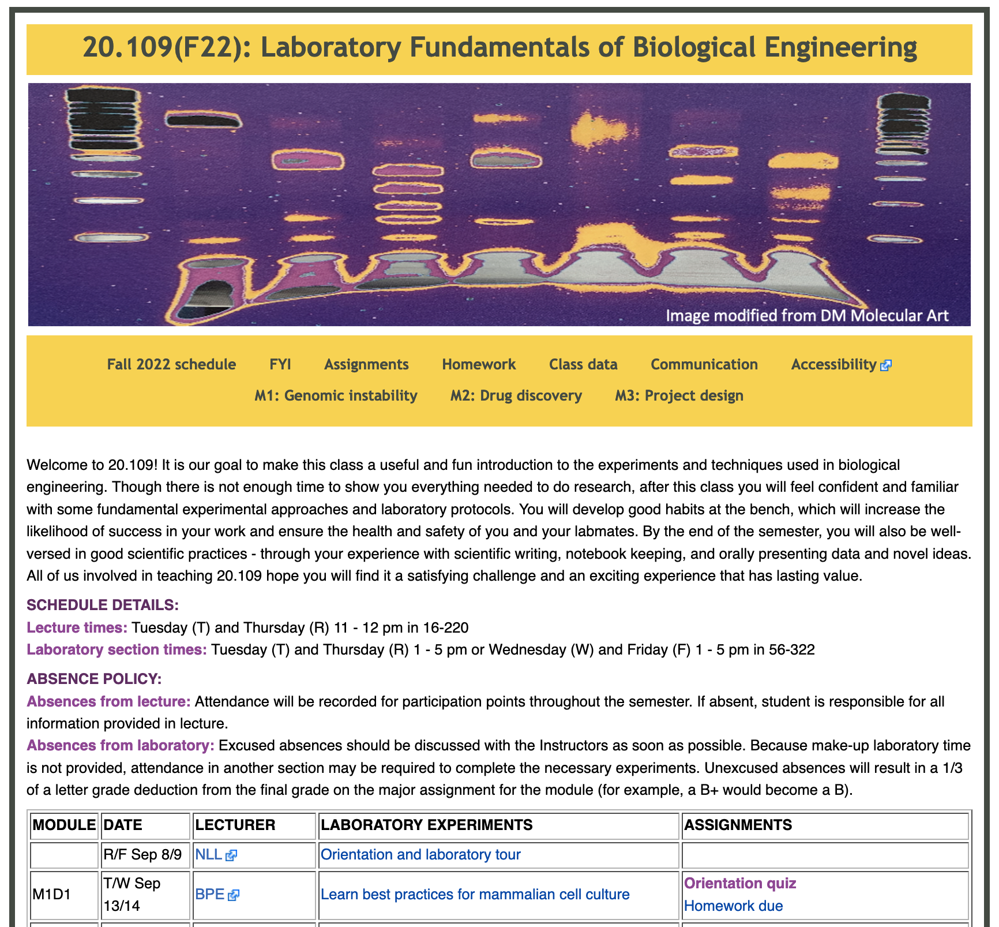 20.109(F22): Laboratory Fundamentals of Biological Engineering
Image modified from DM Molecular Art
Fall 2022 schedule FYI Assignments Homework Class data Communication Accessibility
M1: Genomic instability M2: Drug discovery M3: Project design
Welcome to 20.109! It is our goal to make this class a useful and fun introduction to the experiments and techniques used in biological
engineering. Though there is not enough time to show you everything needed to do research, after this class you will feel confident and familiar
with some fundamental experimental approaches and laboratory protocols. You will develop good habits at the bench, which will increase the
likelihood of success in your work and ensure the health and safety of you and your labmates. By the end of the semester, you will also be well-
versed in good scientific practices - through your experience with scientific writing, notebook keeping, and orally presenting data and novel ideas.
All of us involved in teaching 20.109 hope you will find it a satisfying challenge and an exciting experience that has lasting value.
SCHEDULE DETAILS:
Lecture times: Tuesday (T) and Thursday (R) 11 - 12 pm in 16-220
Laboratory section times: Tuesday (T) and Thursday (R) 1 - 5 pm or Wednesday (W) and Friday (F) 1 - 5 pm in 56-322
ABSENCE POLICY:
Absences from lecture: Attendance will be recorded for participation points throughout the semester. If absent, student is responsible for all
information provided in lecture.
Absences from laboratory: Excused absences should be discussed with the Instructors as soon as possible. Because make-up laboratory time
is not provided, attendance in another section may be required to complete the necessary experiments. Unexcused absences will result in a 1/3
of a letter grade deduction from the final grade on the major assignment for the module (for example, a B+ would become a B).
MODULE DATE LECTURER LABORATORY EXPERIMENTS ASSIGNMENTS
R/F Sep 8/9 NLL Orientation and laboratory tour
M1D1 T/W Sep 13/14 BPE Learn best practices for mammalian cell culture Orientation quiz
Homework due